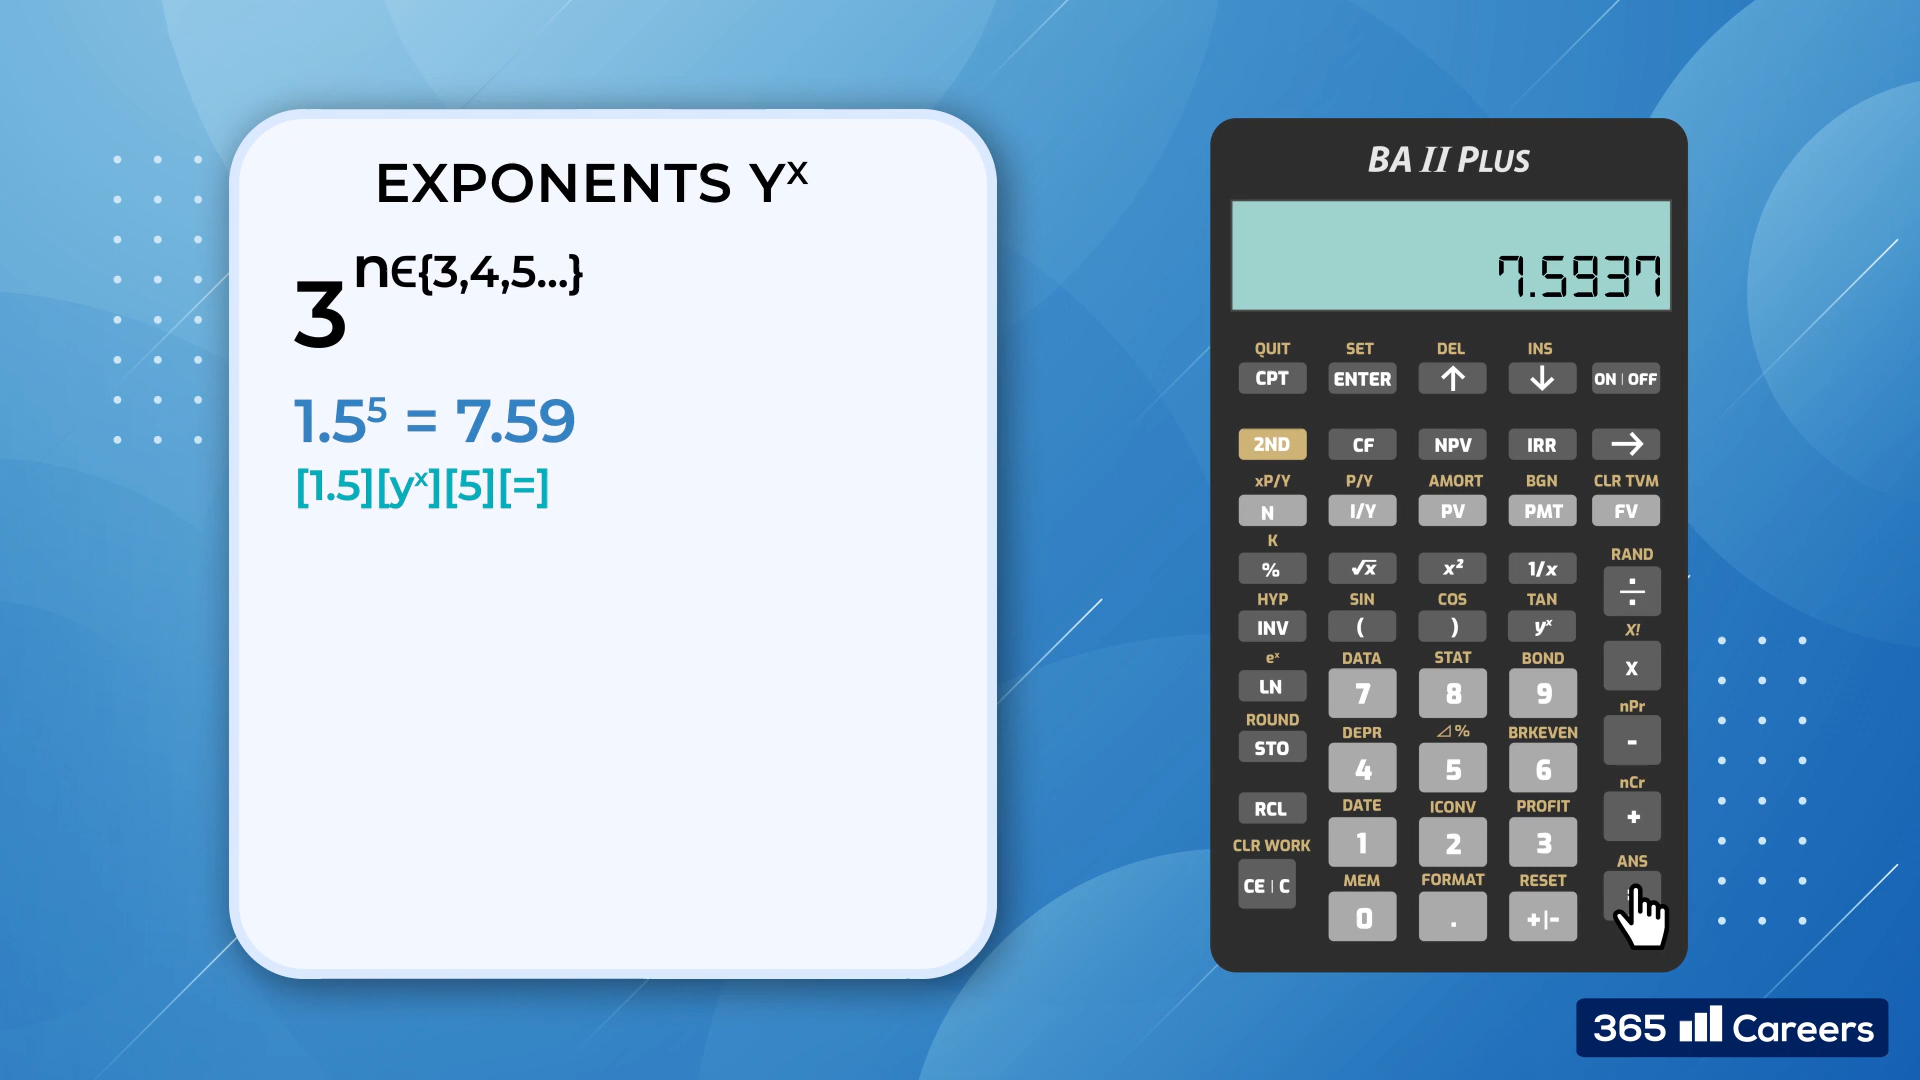 EXPONENTS Yˣ
3ⁿ∈{3,4,5...}
1.5⁵ = 7.59
[1.5][yˣ][5][=]
BA II PLUS
7.5937
QUIT SET DEL INS
CPT ENTER ↑ ↓ ON | OFF
2ND CF NPV IRR →
xP/Y P/Y AMORT BGN CLR TVM
N I/Y PV PMT FV
K RAND
% √x x² 1/x ÷
HYP SIN COS TAN X!
INV ( ) yˣ x
eˣ DATA STAT BOND
LN 7 8 9
ROUND DEPR ⊿% BRKEVEN nPr
STO 4 5 6 -
RCL DATE ICONV PROFIT nCr
1 2 3 +
CLR WORK MEM FORMAT RESET ANS
CE | C 0 . +|-
365 Careers